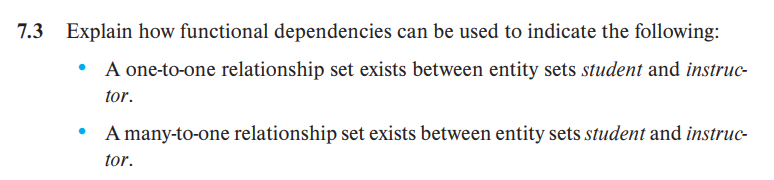 7.3 Explain how functional dependencies can be used to indicate the following:
• A one-to-one relationship set exists between entity sets student and instruc-
tor.
• A many-to-one relationship set exists between entity sets student and instruc-
tor.